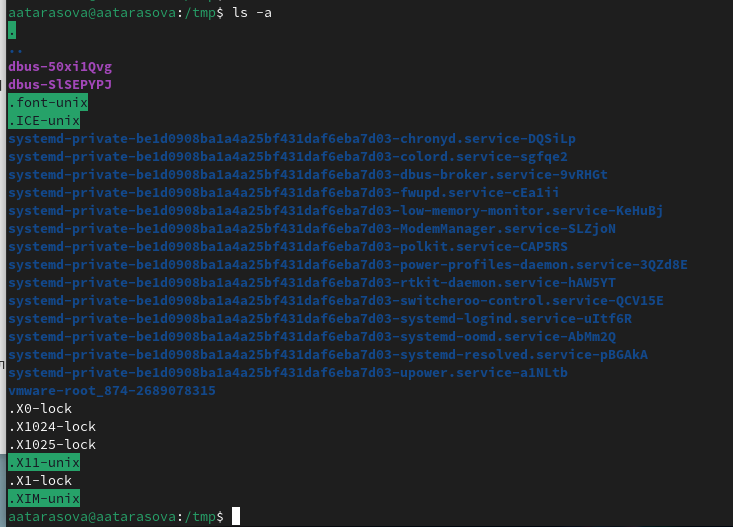 aatarasova@aatarasova:/tmp$ ls -a
.
..
dbus-50xi1Qvg
dbus-SlSEPYPJ
.font-unix
.ICE-unix
systemd-private-be1d0908ba1a4a25bf431daf6eba7d03-chronyd.service-DQSiLp
systemd-private-be1d0908ba1a4a25bf431daf6eba7d03-colord.service-sgfqe2
systemd-private-be1d0908ba1a4a25bf431daf6eba7d03-dbus-broker.service-9vRHGt
systemd-private-be1d0908ba1a4a25bf431daf6eba7d03-fwupd.service-cEa1ii
systemd-private-be1d0908ba1a4a25bf431daf6eba7d03-low-memory-monitor.service-KeHuBj
systemd-private-be1d0908ba1a4a25bf431daf6eba7d03-ModemManager.service-SLZjoN
systemd-private-be1d0908ba1a4a25bf431daf6eba7d03-polkit.service-CAP5RS
systemd-private-be1d0908ba1a4a25bf431daf6eba7d03-power-profiles-daemon.service-3QZd8E
systemd-private-be1d0908ba1a4a25bf431daf6eba7d03-rtkit-daemon.service-hAW5YT
systemd-private-be1d0908ba1a4a25bf431daf6eba7d03-switcheroo-control.service-QCV15E
systemd-private-be1d0908ba1a4a25bf431daf6eba7d03-systemd-logind.service-uItf6R
systemd-private-be1d0908ba1a4a25bf431daf6eba7d03-systemd-oomd.service-AbMm2Q
systemd-private-be1d0908ba1a4a25bf431daf6eba7d03-systemd-resolved.service-pBGAkA
systemd-private-be1d0908ba1a4a25bf431daf6eba7d03-upower.service-a1NLtb
vmware-root_874-2689078315
.X0-lock
.X1024-lock
.X1025-lock
.X11-unix
.X1-lock
.XIM-unix
aatarasova@aatarasova:/tmp$